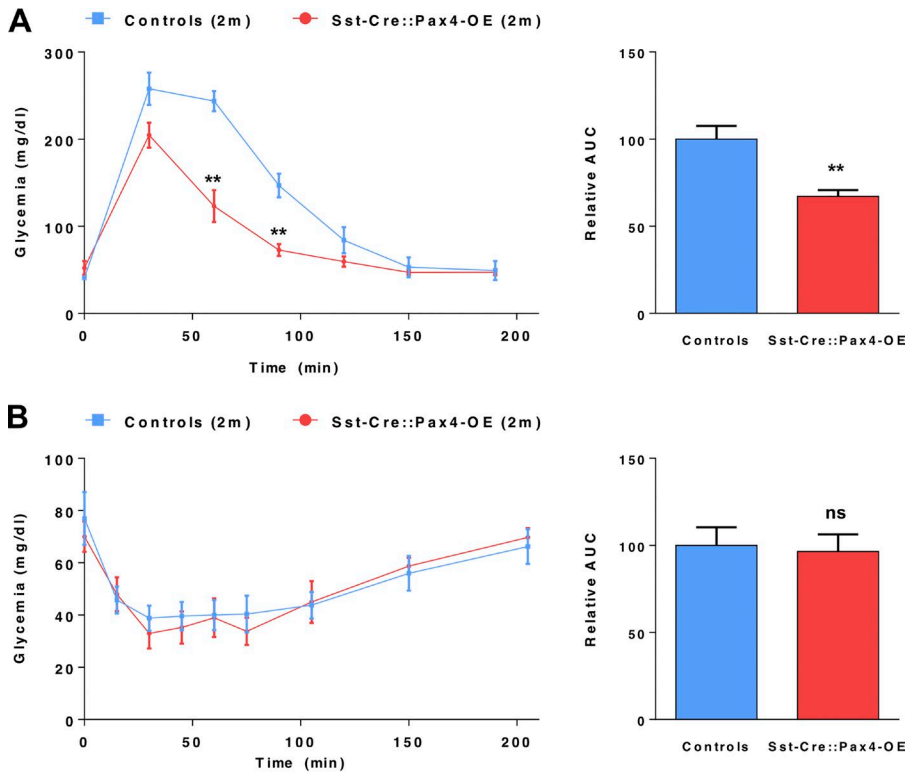 A
Controls (2m) Sst-Cre::Pax4-OE (2m)
Glycemia (mg/dl)
300
200
100
0
**
**
0 50 100 150 200
Time (min)
Relative AUC
150
100
50
0
**
Controls Sst-Cre::Pax4-OE
B
Controls (2m) Sst-Cre::Pax4-OE (2m)
Glycemia (mg/dl)
100
80
60
40
20
0
0 50 100 150 200
Time (min)
Relative AUC
150
100
50
0
ns
Controls Sst-Cre::Pax4-OE